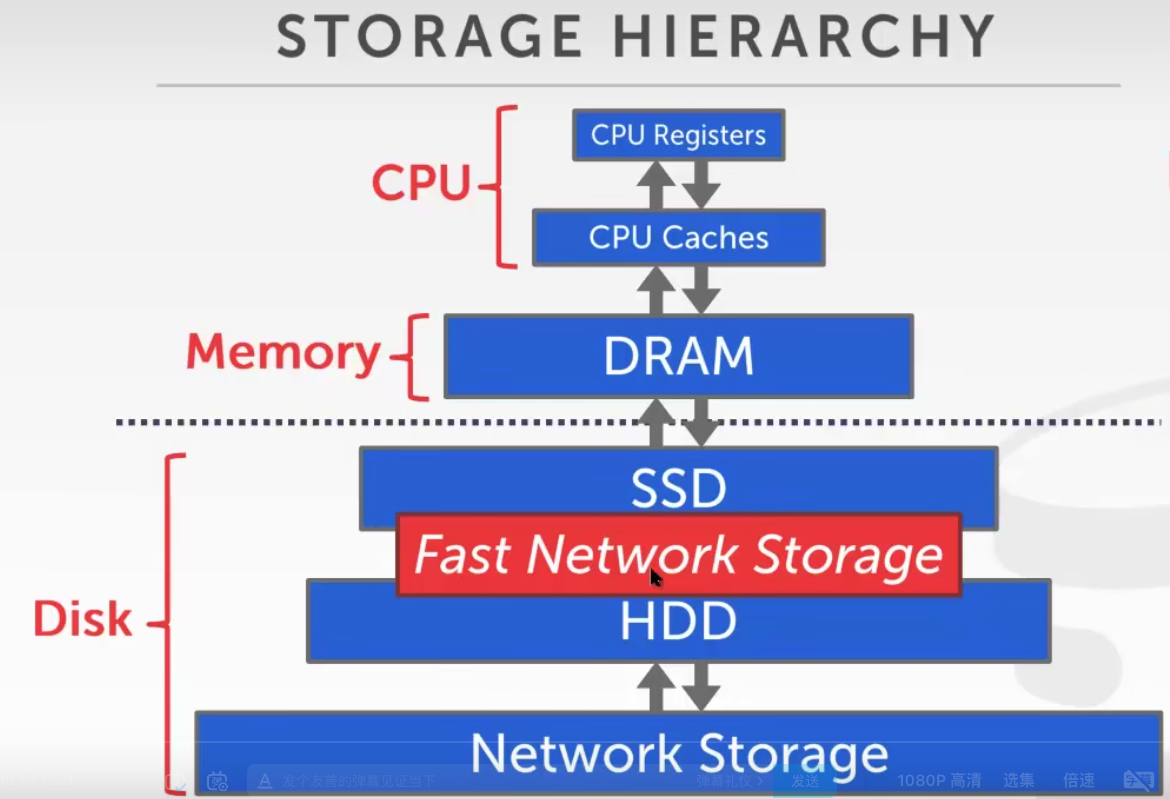 STORAGE HIERARCHY
CPU Registers
CPU
CPU Caches
Memory
DRAM
SSD
Fast Network Storage
Disk
HDD
Network Storage
发个友善的弹幕见证当下
弹幕礼仪 >
发送
1080P 高清
选集
倍速